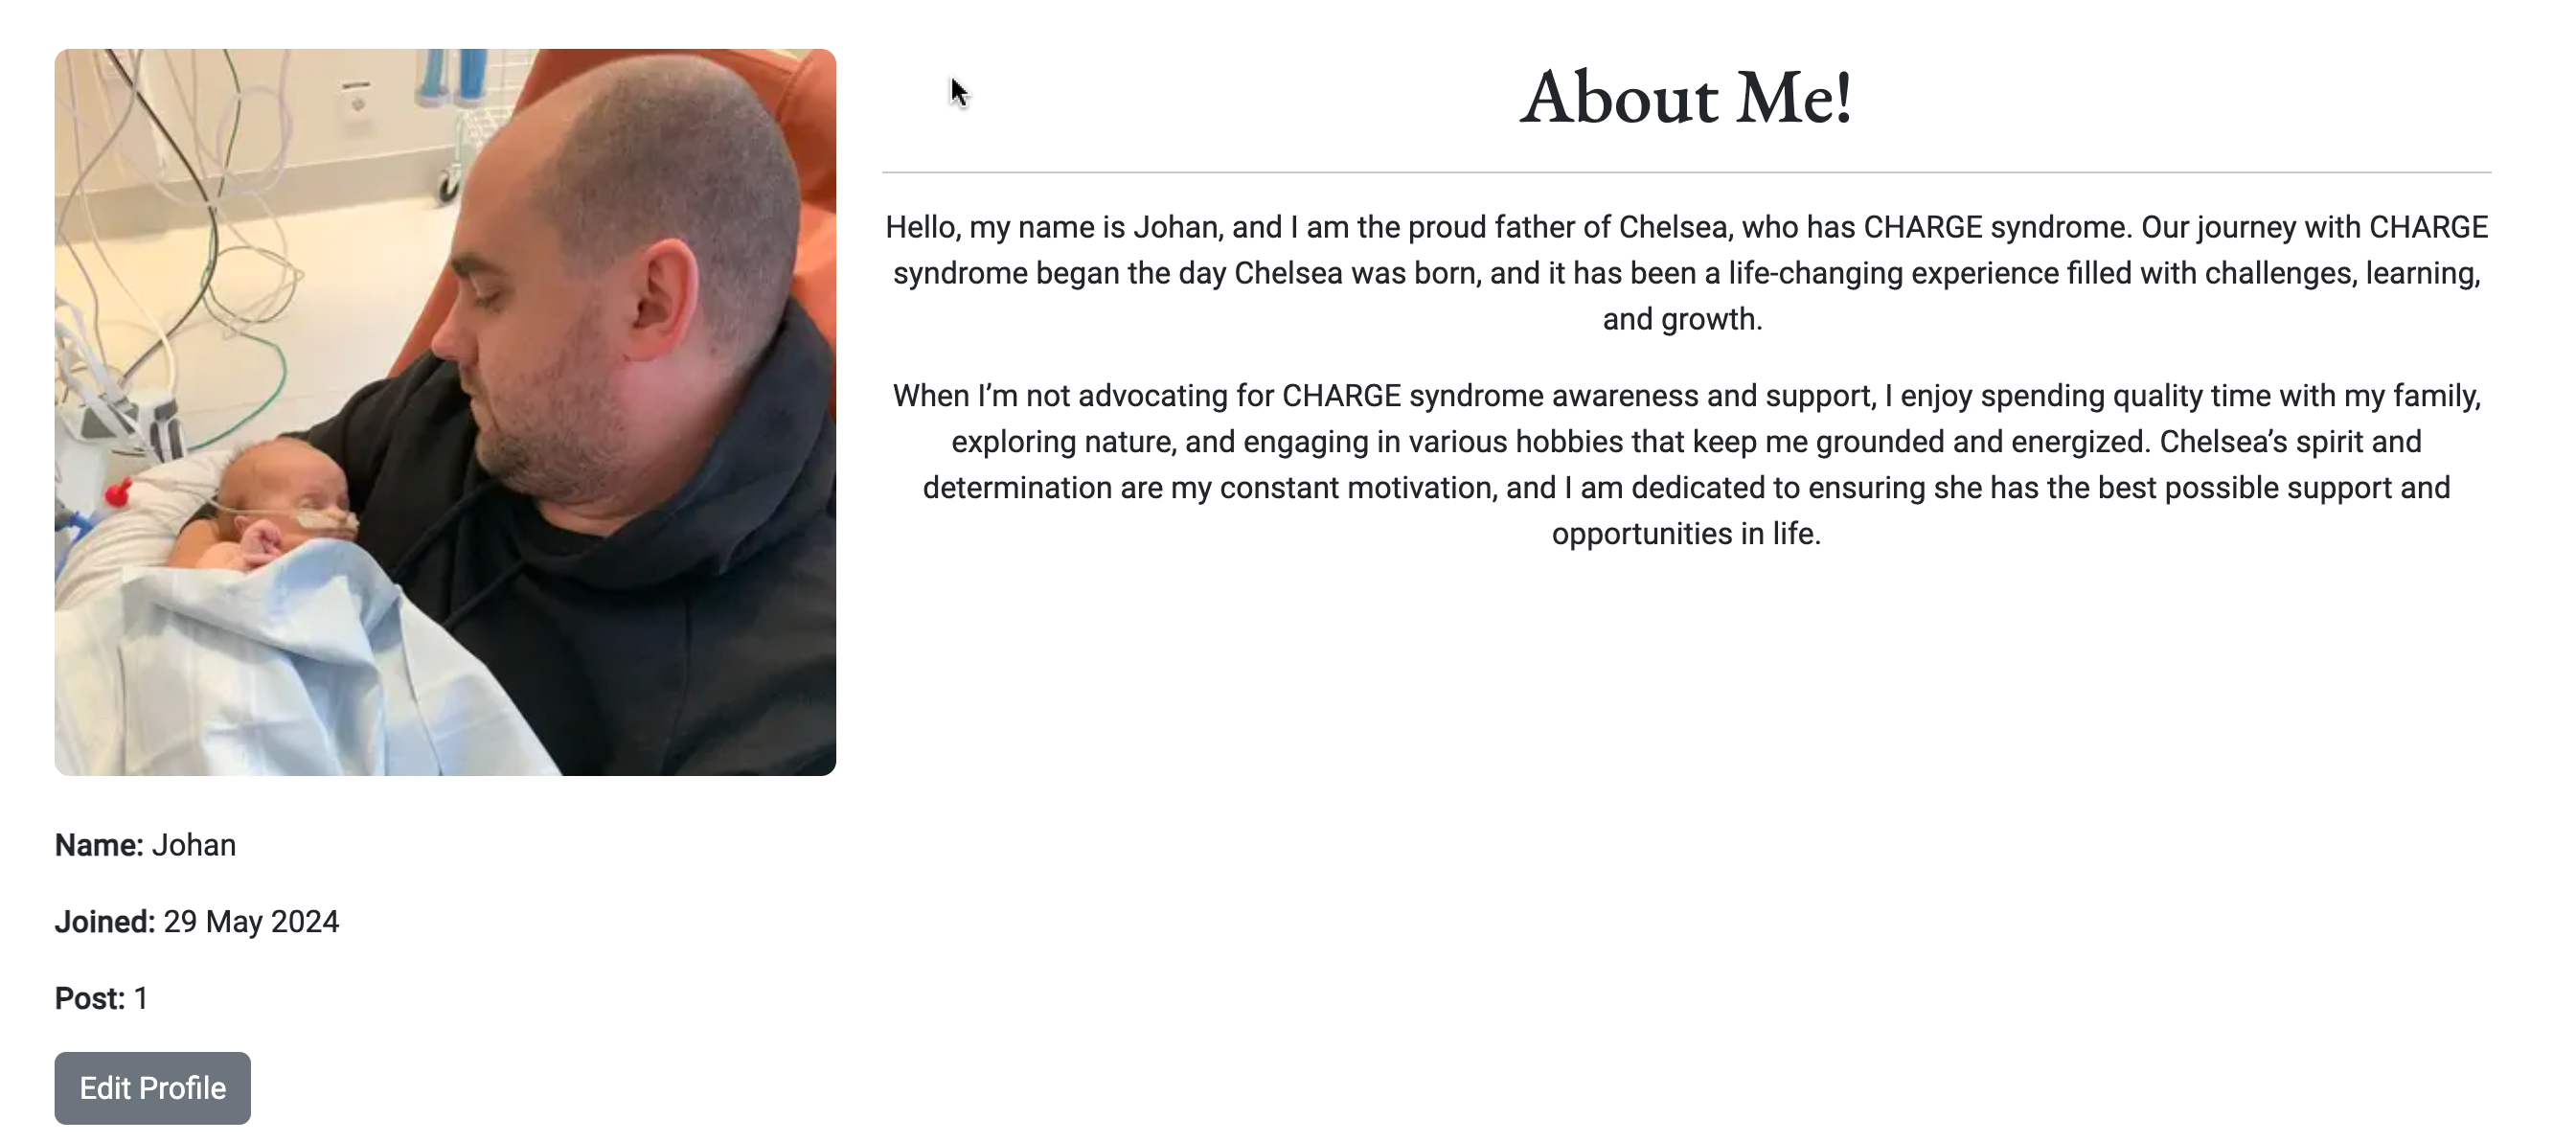 About Me!
Hello, my name is Johan, and I am the proud father of Chelsea, who has CHARGE syndrome. Our journey with CHARGE
syndrome began the day Chelsea was born, and it has been a life-changing experience filled with challenges, learning,
and growth.
When I’m not advocating for CHARGE syndrome awareness and support, I enjoy spending quality time with my family,
exploring nature, and engaging in various hobbies that keep me grounded and energized. Chelsea’s spirit and
determination are my constant motivation, and I am dedicated to ensuring she has the best possible support and
opportunities in life.
Name: Johan
Joined: 29 May 2024
Post: 1
Edit Profile